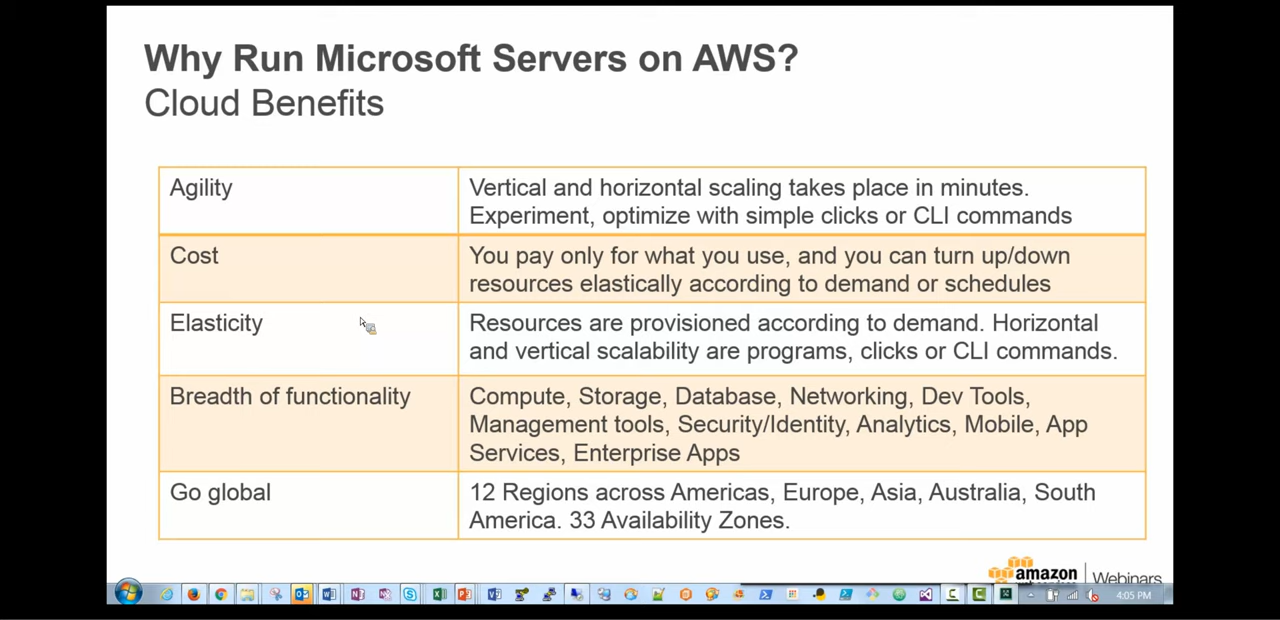 Why Run Microsoft Servers on AWS?
Cloud Benefits
Agility
Vertical and horizontal scaling takes place in minutes.
Experiment, optimize with simple clicks or CLI commands
Cost
You pay only for what you use, and you can turn up/down
resources elastically according to demand or schedules
Elasticity
Resources are provisioned according to demand. Horizontal
and vertical scalability are programs, clicks or CLI commands.
Breadth of functionality
Compute, Storage, Database, Networking, Dev Tools,
Management tools, Security/Identity, Analytics, Mobile, App
Services, Enterprise Apps
Go global
12 Regions across Americas, Europe, Asia, Australia, South
America. 33 Availability Zones.
amazon
Webinars
4:05 PM